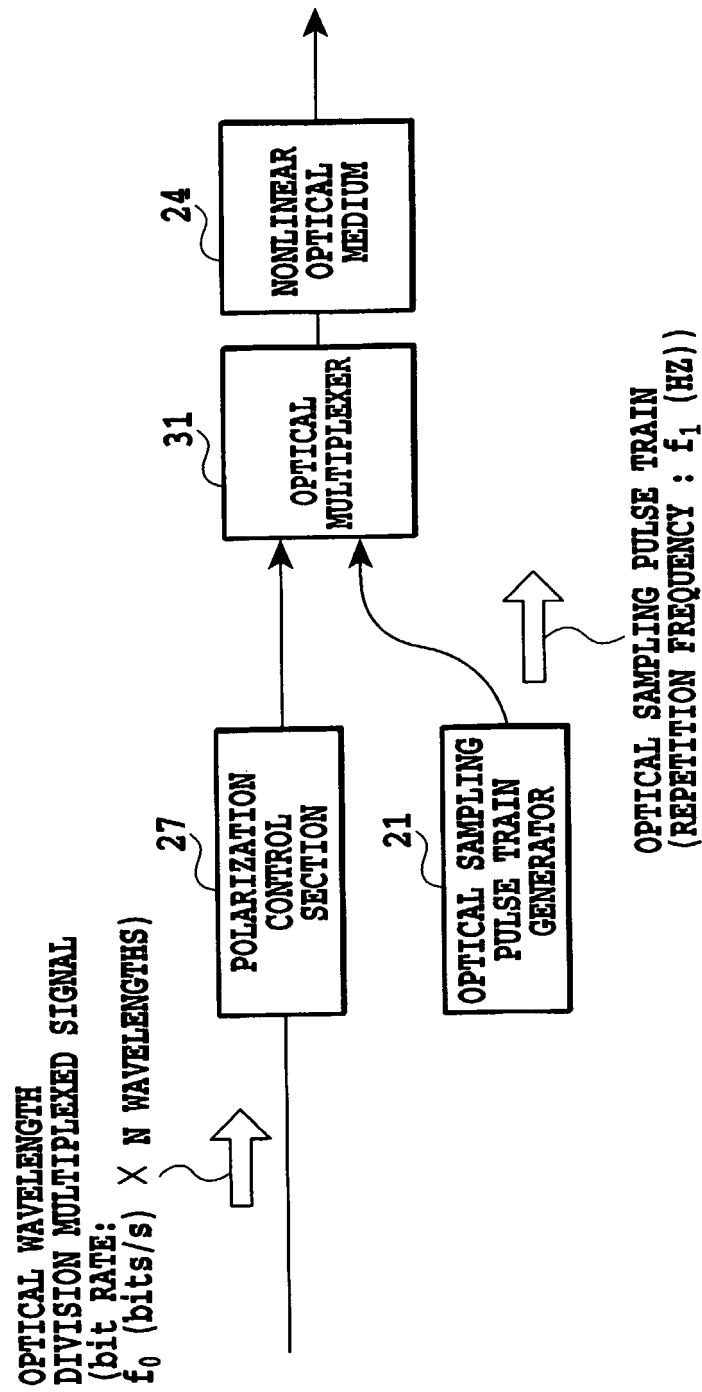 OPTICAL WAVELENGTH
DIVISION MULTIPLEXED SIGNAL
(bit RATE:
f₀ (bits/s) × N WAVELENGTHS)
27
POLARIZATION
CONTROL
SECTION
21
OPTICAL SAMPLING
PULSE TRAIN
GENERATOR
31
OPTICAL
MULTIPLEXER
24
NONLINEAR
OPTICAL
MEDIUM
OPTICAL SAMPLING PULSE TRAIN
(REPETITION FREQUENCY : f₁ (HZ))